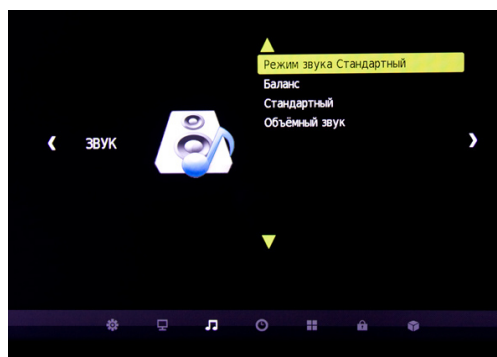 Режим звука Стандартный
Баланс
Стандартный
Объёмный звук
ЗВУК